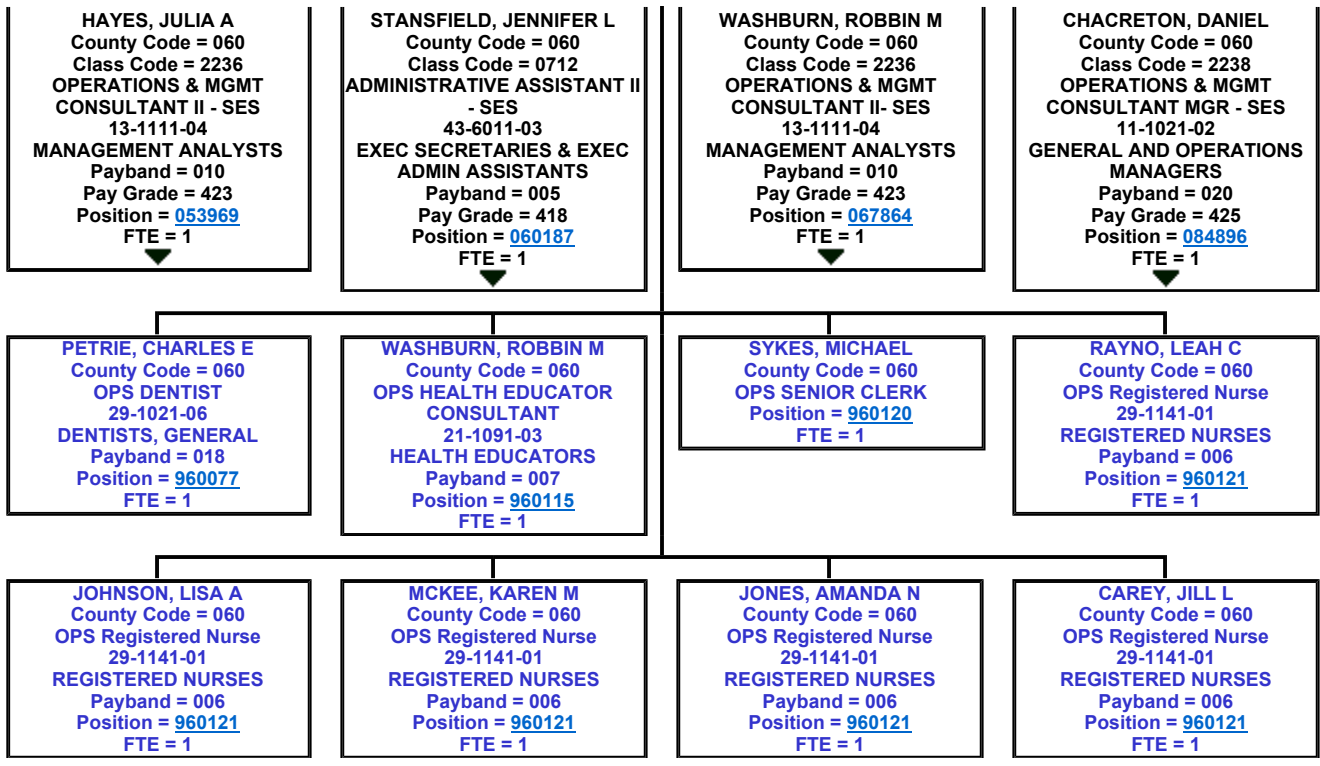 HAYES, JULIA A
County Code = 060
Class Code = 2236
OPERATIONS & MGMT
CONSULTANT II - SES
13-1111-04
MANAGEMENT ANALYSTS
Payband = 010
Pay Grade = 423
Position = 053969
FTE = 1
STANSFIELD, JENNIFER L
County Code = 060
Class Code = 0712
ADMINISTRATIVE ASSISTANT II
- SES
43-6011-03
EXEC SECRETARIES & EXEC
ADMIN ASSISTANTS
Payband = 005
Pay Grade = 418
Position = 060187
FTE = 1
WASHBURN, ROBBIN M
County Code = 060
Class Code = 2236
OPERATIONS & MGMT
CONSULTANT II- SES
13-1111-04
MANAGEMENT ANALYSTS
Payband = 010
Pay Grade = 423
Position = 067864
FTE = 1
CHACRETON, DANIEL
County Code = 060
Class Code = 2238
OPERATIONS & MGMT
CONSULTANT MGR - SES
11-1021-02
GENERAL AND OPERATIONS
MANAGERS
Payband = 020
Pay Grade = 425
Position = 084896
FTE = 1
PETRIE, CHARLES E
County Code = 060
OPS DENTIST
29-1021-06
DENTISTS, GENERAL
Payband = 018
Position = 960077
FTE = 1
WASHBURN, ROBBIN M
County Code = 060
OPS HEALTH EDUCATOR
CONSULTANT
21-1091-03
HEALTH EDUCATORS
Payband = 007
Position = 960115
FTE = 1
SYKES, MICHAEL
County Code = 060
OPS SENIOR CLERK
Position = 960120
FTE = 1
RAYNO, LEAH C
County Code = 060
OPS Registered Nurse
29-1141-01
REGISTERED NURSES
Payband = 006
Position = 960121
FTE = 1
JOHNSON, LISA A
County Code = 060
OPS Registered Nurse
29-1141-01
REGISTERED NURSES
Payband = 006
Position = 960121
FTE = 1
MCKEE, KAREN M
County Code = 060
OPS Registered Nurse
29-1141-01
REGISTERED NURSES
Payband = 006
Position = 960121
FTE = 1
JONES, AMANDA N
County Code = 060
OPS Registered Nurse
29-1141-01
REGISTERED NURSES
Payband = 006
Position = 960121
FTE = 1
CAREY, JILL L
County Code = 060
OPS Registered Nurse
29-1141-01
REGISTERED NURSES
Payband = 006
Position = 960121
FTE = 1